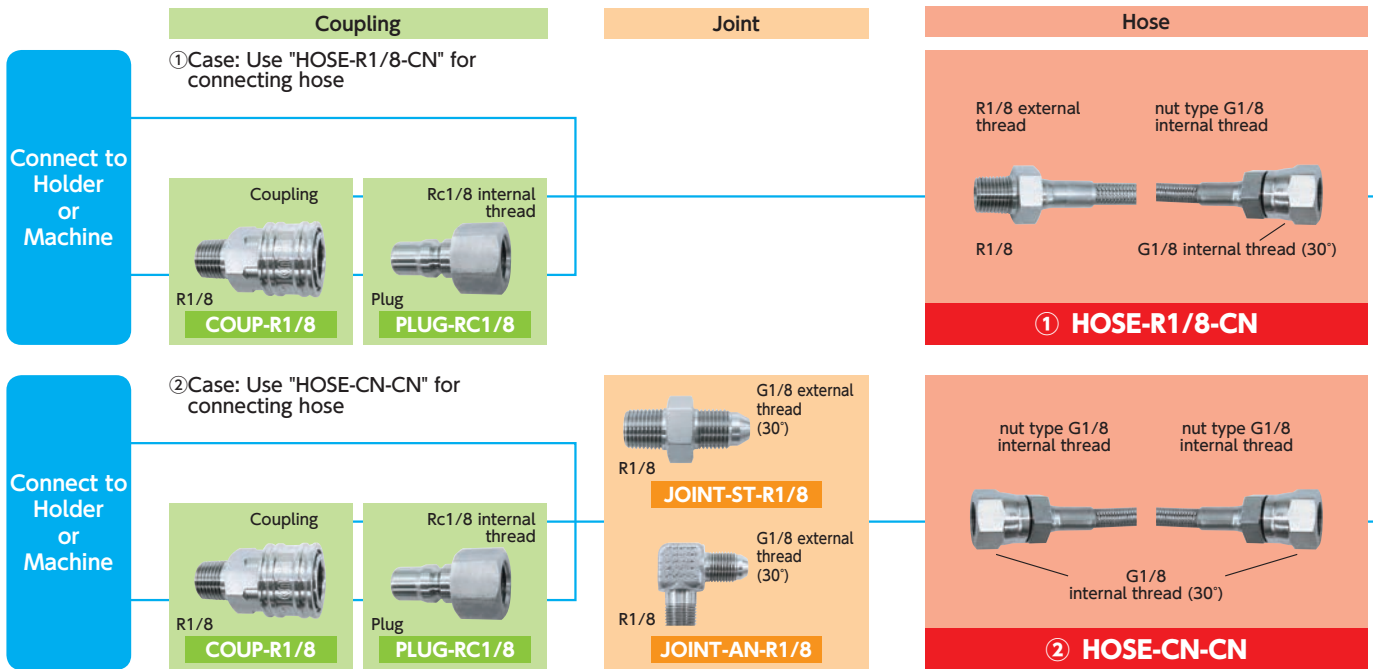 Coupling
Joint
Hose
①Case: Use "HOSE-R1/8-CN" for
connecting hose
Connect to
Holder
or
Machine
Coupling
R1/8
COUP-R1/8
Rc1/8 internal
thread
Plug
PLUG-RC1/8
R1/8 external
thread
nut type G1/8
internal thread
R1/8
G1/8 internal thread (30°)
① HOSE-R1/8-CN
②Case: Use "HOSE-CN-CN" for
connecting hose
Connect to
Holder
or
Machine
Coupling
R1/8
COUP-R1/8
Rc1/8 internal
thread
Plug
PLUG-RC1/8
G1/8 external
thread
(30°)
R1/8
JOINT-ST-R1/8
G1/8 external
thread
(30°)
R1/8
JOINT-AN-R1/8
nut type G1/8
internal thread
nut type G1/8
internal thread
G1/8
internal thread (30°)
② HOSE-CN-CN